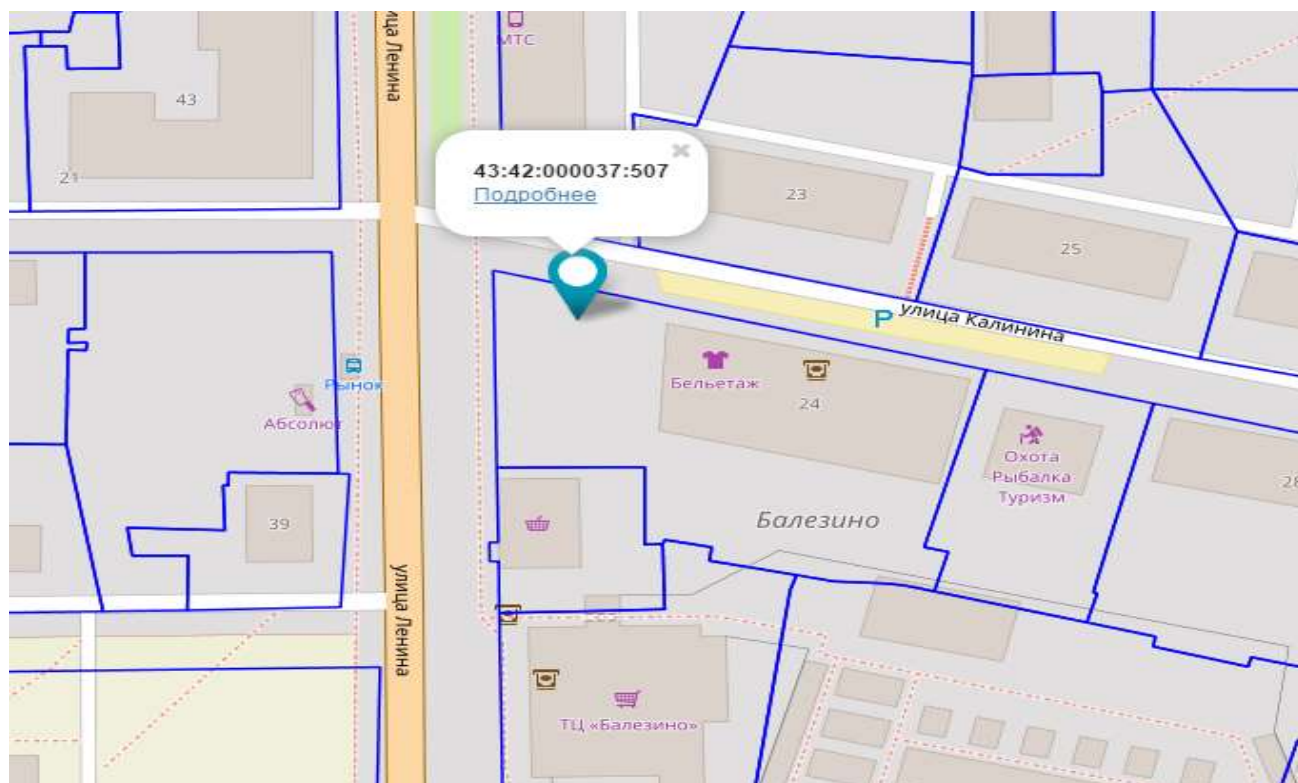 улица Ленина
МТС
43
21
43:42:000037:507
Подробнее
23
25
улица Калинина
P
Рынок
Абсолют
Бельетаж
24
Охота
Рыбалка
Туризм
28
39
Балезино
улица Ленина
ТЦ «Балезино»